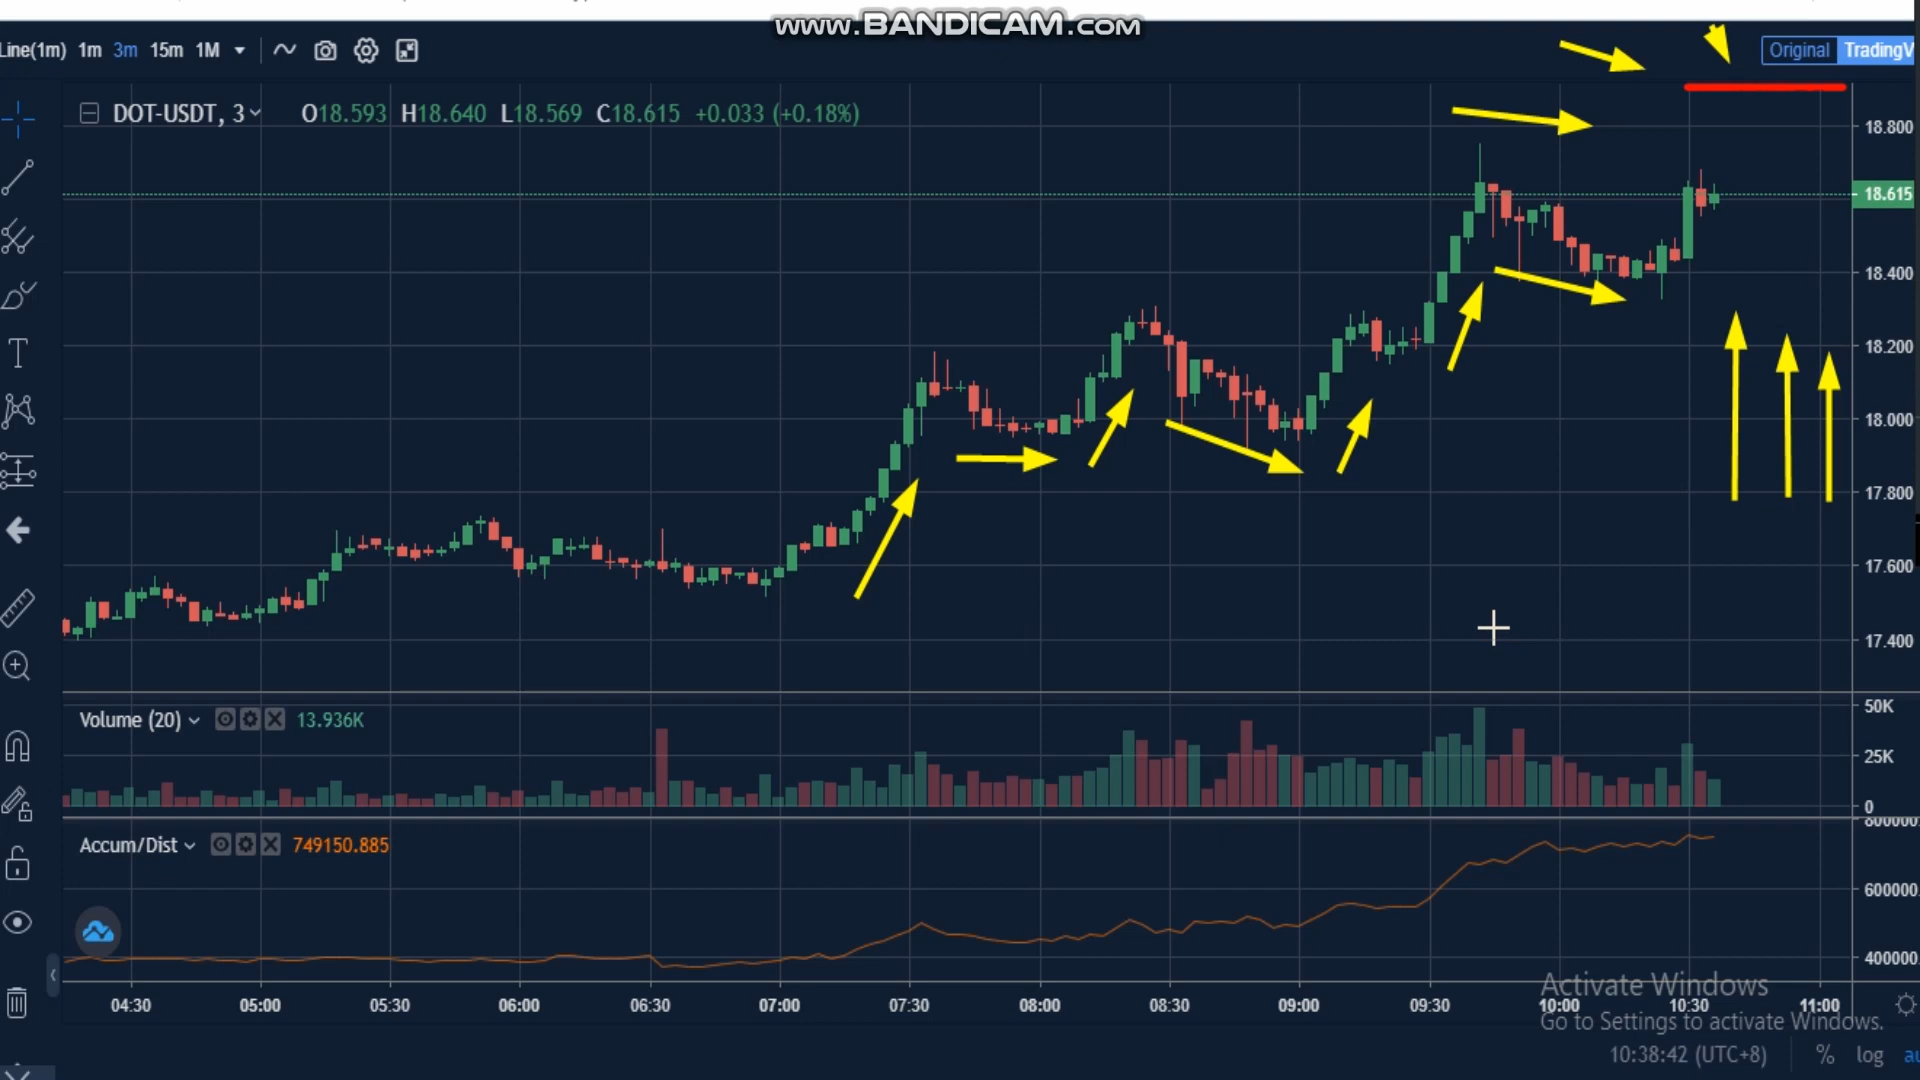 www.BANDICAM.com
Line(1m) 1m 3m 15m 1M
Original TradingV
DOT-USDT, 3 O18.593 H18.640 L18.569 C18.615 +0.033 (+0.18%)
18.800
18.615
18.400
18.200
18.000
17.800
17.600
17.400
Volume (20) 13.936K
50K
25K
0
Accum/Dist 749150.885
800000
600000
400000
04:30 05:00 05:30 06:00 06:30 07:00 07:30 08:00 08:30 09:00 09:30 10:00 10:30 11:00
Activate Windows
Go to Settings to activate Windows.
10:38:42 (UTC+8) % log au